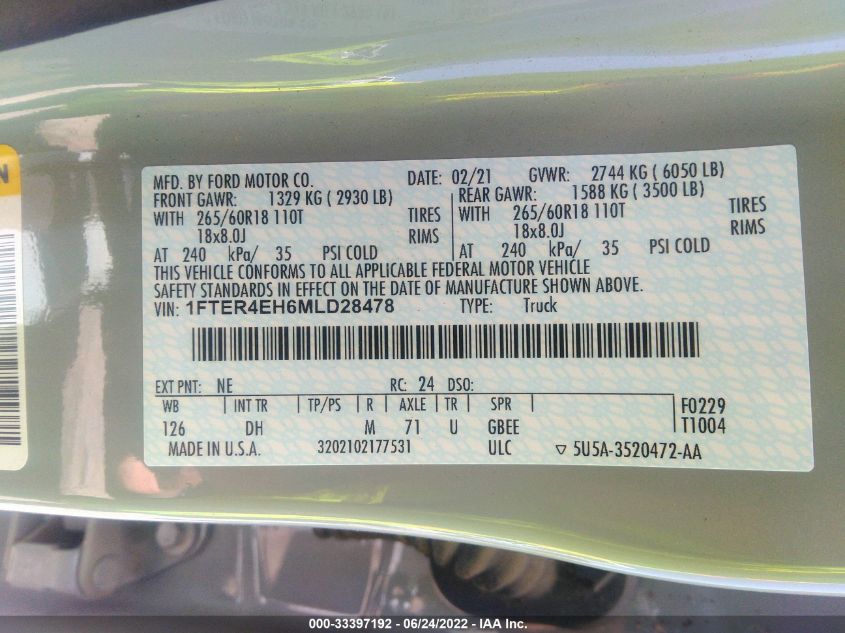 N
MFG. BY FORD MOTOR CO. DATE: 02/21 GVWR: 2744 KG ( 6050 LB)
FRONT GAWR: 1329 KG ( 2930 LB) REAR GAWR: 1588 KG ( 3500 LB)
WITH 265/60R18 110T TIRES WITH 265/60R18 110T TIRES
18x8.0J RIMS 18x8.0J RIMS
AT 240 kPa/ 35 PSI COLD AT 240 kPa/ 35 PSI COLD
THIS VEHICLE CONFORMS TO ALL APPLICABLE FEDERAL MOTOR VEHICLE
SAFETY STANDARDS IN EFFECT ON THE DATE OF MANUFACTURE SHOWN ABOVE.
VIN: 1FTER4EH6MLD28478 TYPE: Truck
EXT PNT: NE RC: 24 DSO:
WB INT TR TP/PS R AXLE TR SPR F0229
126 DH M 71 U GBEE T1004
MADE IN U.S.A. 3202102177531 ULC ▽ 5U5A-3520472-AA
000-33397192 - 06/24/2022 - IAA Inc.